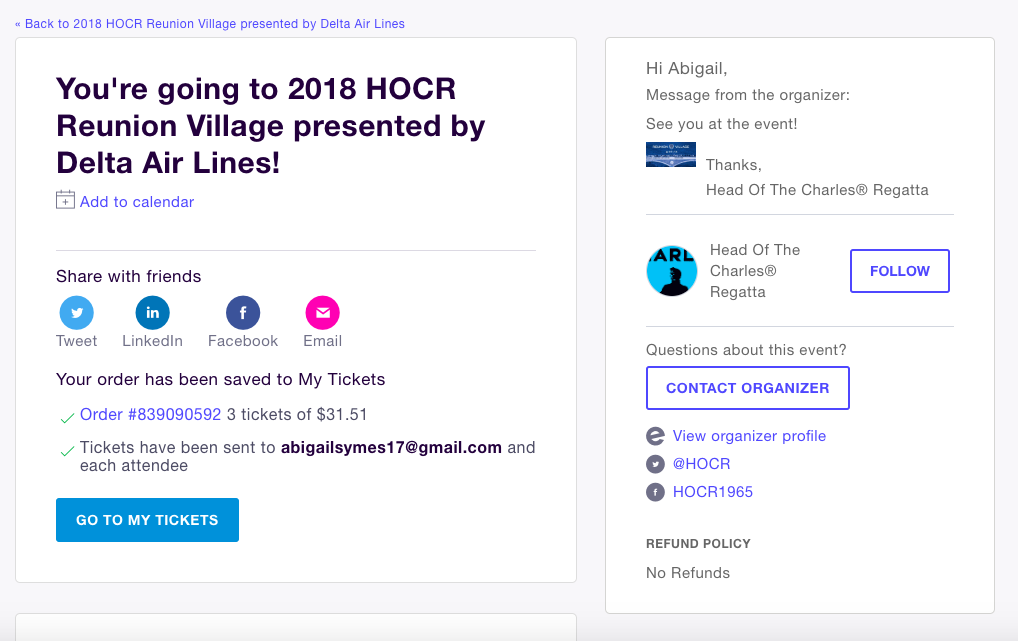 « Back to 2018 HOCR Reunion Village presented by Delta Air Lines
You're going to 2018 HOCR
Reunion Village presented by
Delta Air Lines!
Add to calendar
Share with friends
Tweet LinkedIn Facebook Email
Your order has been saved to My Tickets
Order #839090592 3 tickets of $31.51
Tickets have been sent to abigailsymes17@gmail.com and
each attendee
GO TO MY TICKETS
Hi Abigail,
Message from the organizer:
See you at the event!
REUNION VILLAGE
Thanks,
Head Of The Charles® Regatta
ARL
Head Of The
Charles®
Regatta
FOLLOW
Questions about this event?
CONTACT ORGANIZER
View organizer profile
@HOCR
HOCR1965
REFUND POLICY
No Refunds